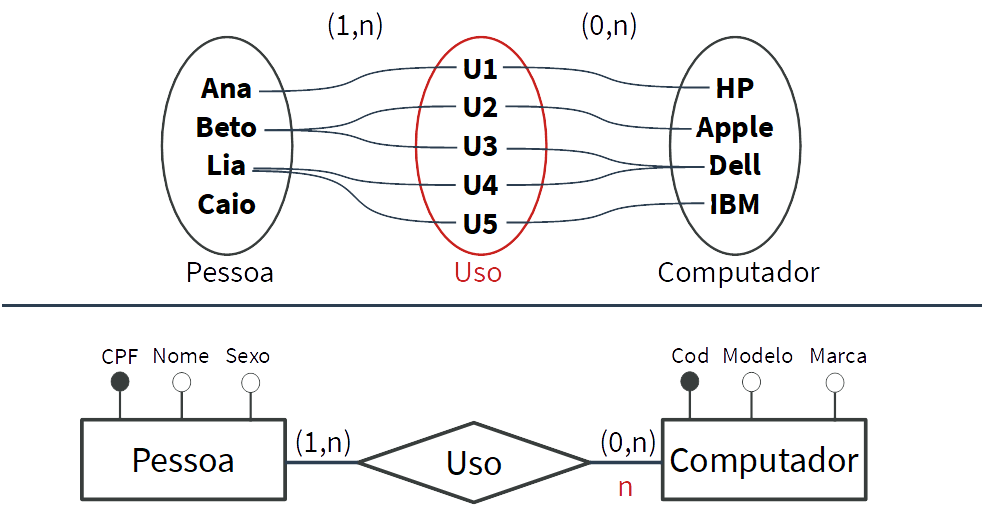 (1,n) (0,n)
Ana U1 HP
Beto U2 Apple
Lia U3 Dell
Caio U4 IBM
U5
Pessoa Uso Computador
CPF Nome Sexo Cod Modelo Marca
(1,n) (0,n)
Pessoa Uso Computador
n